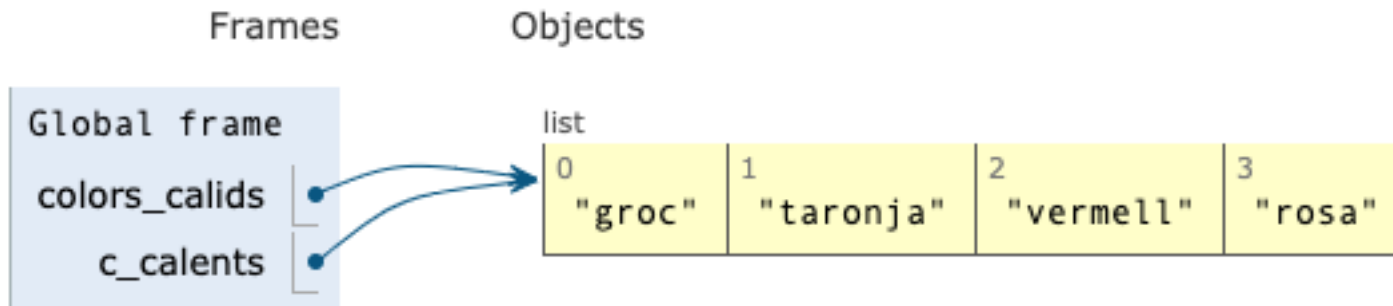 Frames Objects
Global frame
list
colors_calids
c_calents
0 1 2 3
"groc" "taronja" "vermell" "rosa"